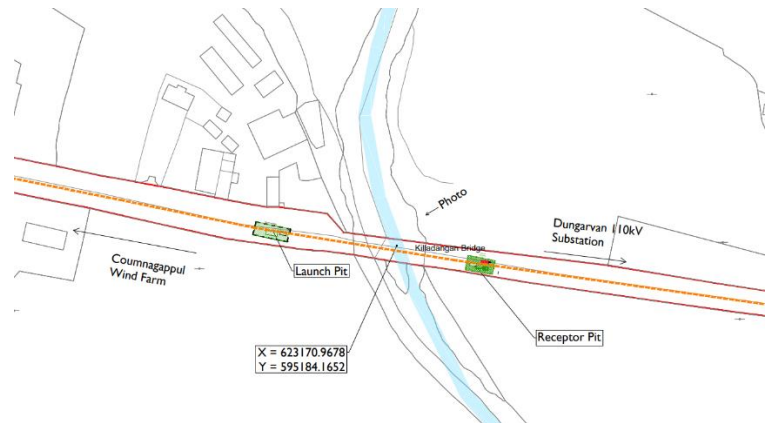 Photo
Killadangan Bridge
Dungarvan 110kV
Substation
Coumnagappul
Wind Farm
Launch Pit
Receptor Pit
X = 623170.9678
Y = 595184.1652